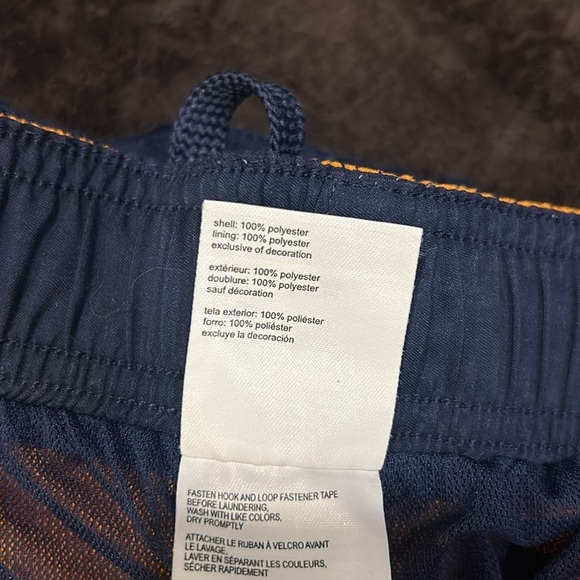 shell: 100% polyester
lining: 100% polyester
exclusive of decoration
extérieur: 100% polyester
doublure: 100% polyester
sauf décoration
tela exterior: 100% poliéster
forro: 100% poliéster
excluye la decoración
FASTEN HOOK AND LOOP FASTENER TAPE
BEFORE LAUNDERING,
WASH WITH LIKE COLORS,
DRY PROMPTLY
ATTACHER LE RUBAN À VELCRO AVANT
LE LAVAGE,
LAVER EN SÉPARANT LES COULEURS,
SÉCHER RAPIDEMENT